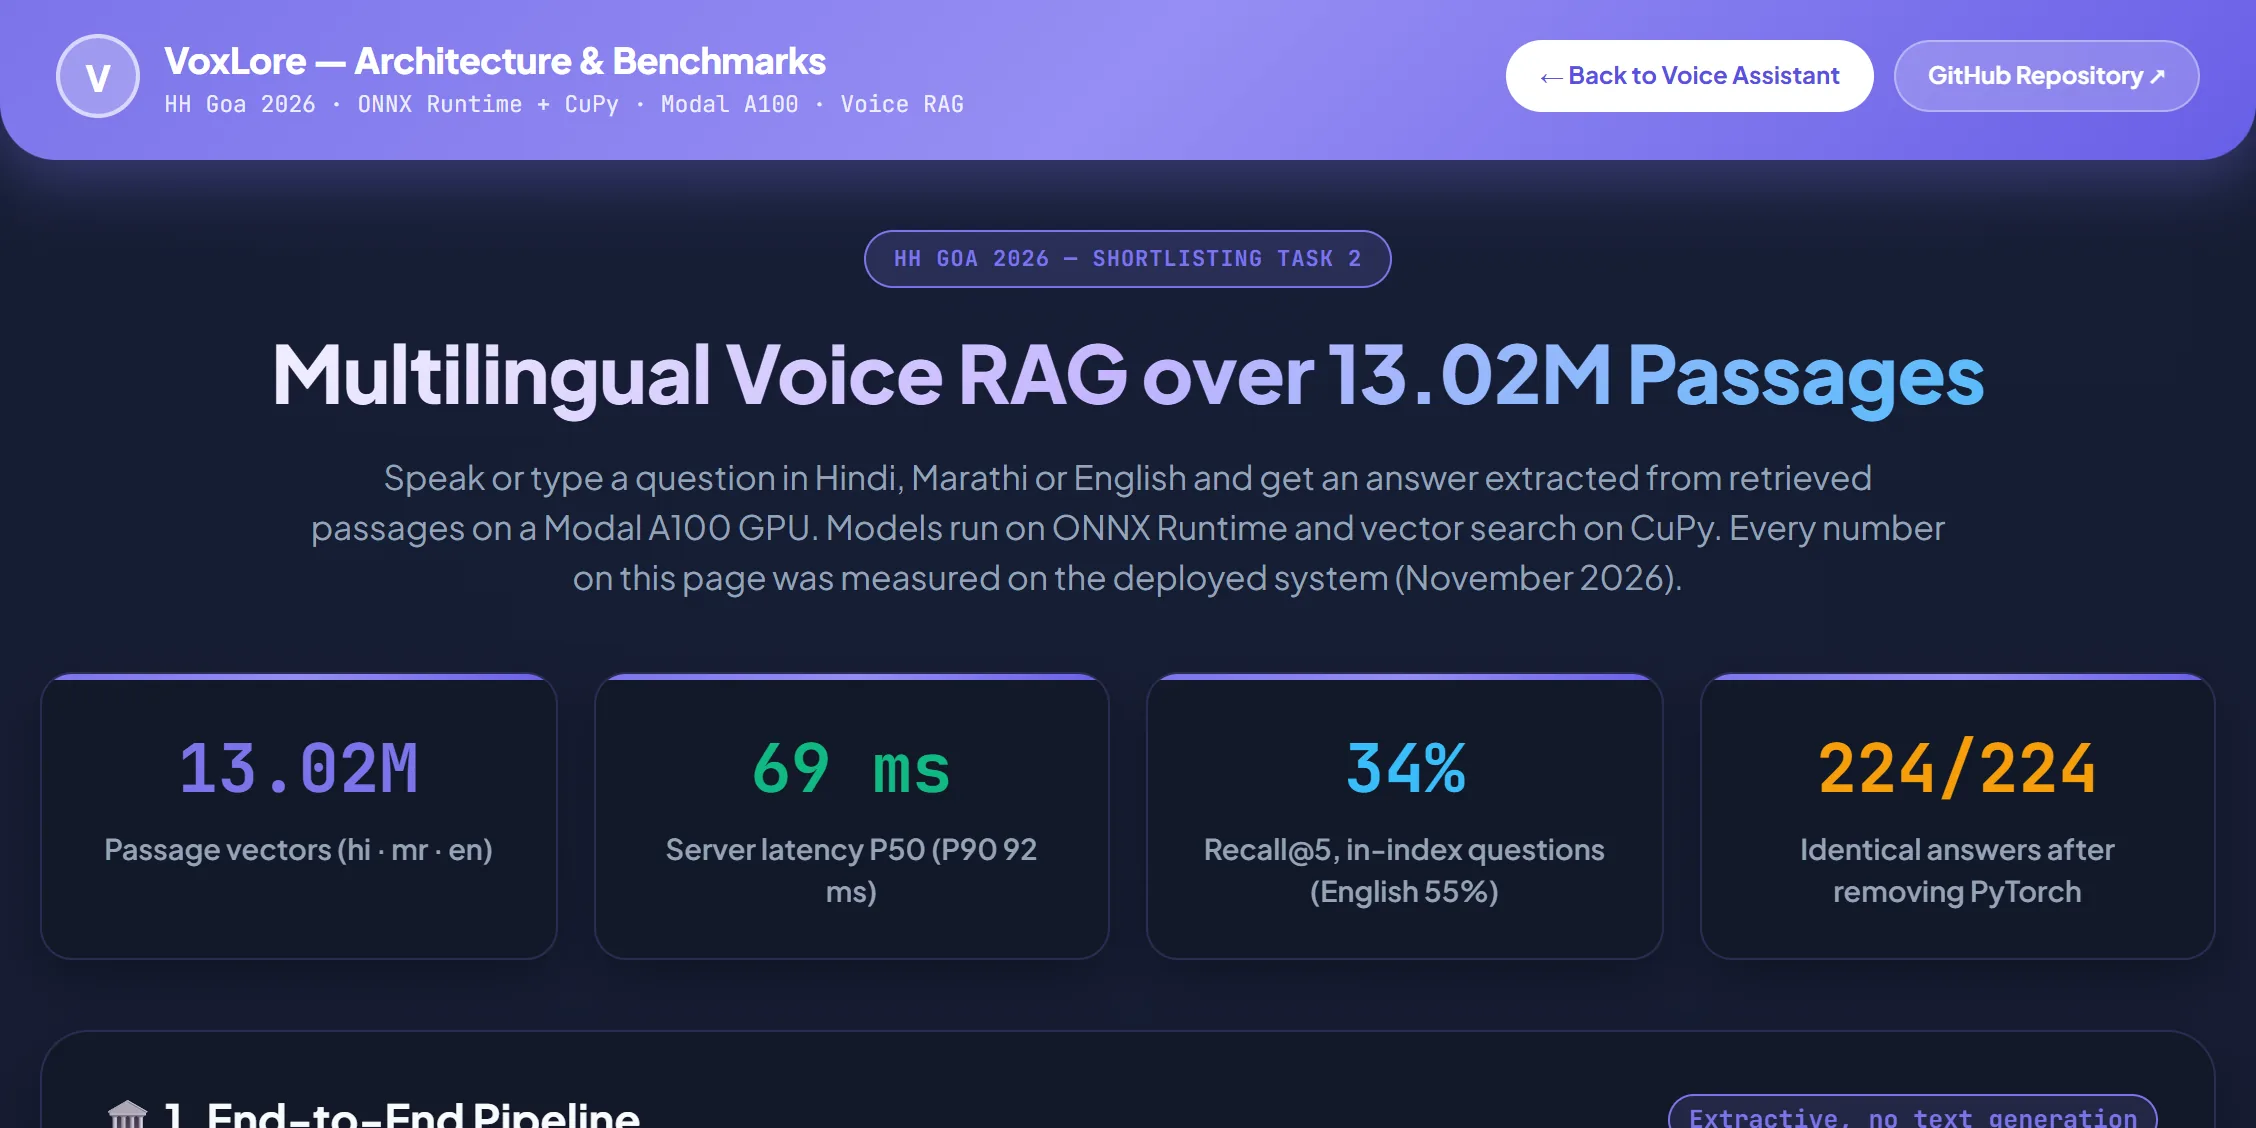 V
VoxLore — Architecture & Benchmarks
HH Goa 2026 · ONNX Runtime + CuPy · Modal A100 · Voice RAG
← Back to Voice Assistant
GitHub Repository ↗
HH GOA 2026 — SHORTLISTING TASK 2
Multilingual Voice RAG over 13.02M Passages
Speak or type a question in Hindi, Marathi or English and get an answer extracted from retrieved
passages on a Modal A100 GPU. Models run on ONNX Runtime and vector search on CuPy. Every number
on this page was measured on the deployed system (November 2026).
13.02M
Passage vectors (hi · mr · en)
69 ms
Server latency P50 (P90 92
ms)
34%
Recall@5, in-index questions
(English 55%)
224/224
Identical answers after
removing PyTorch
1. End-to-End Pipeline
Extractive, no text generation